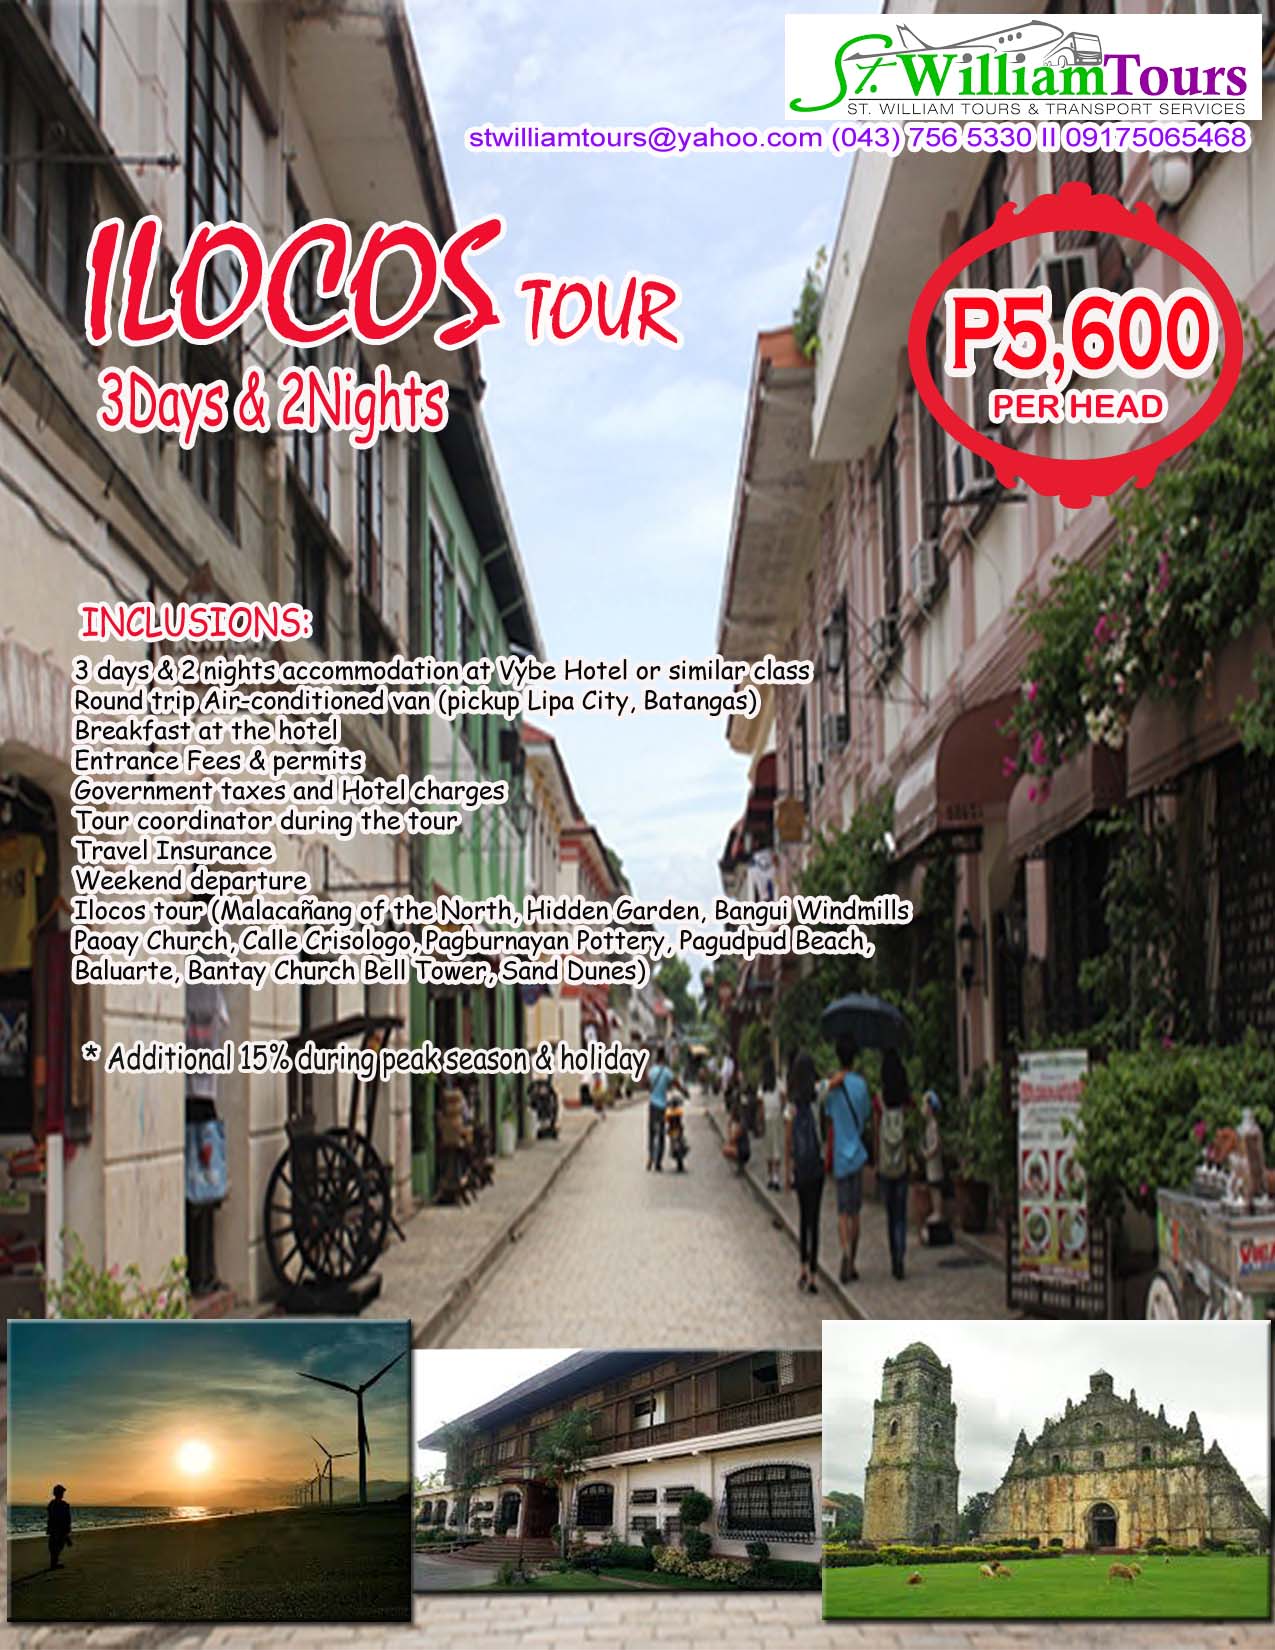 St. William Tours
ST. WILLIAM TOURS & TRANSPORT SERVICES
stwilliamtours@yahoo.com (043) 756 5330 ll 09175065468
ILOCOS TOUR
3Days & 2Nights
P5,600
PER HEAD
INCLUSIONS:
3 days & 2 nights accommodation at Vybe Hotel or similar class
Round trip Air-conditioned van (pickup Lipa City, Batangas)
Breakfast at the hotel
Entrance Fees & permits
Government taxes and Hotel charges
Tour coordinator during the tour
Travel Insurance
Weekend departure
Ilocos tour (Malacañang of the North, Hidden Garden, Bangui Windmills
Paoay Church, Calle Crisologo, Pagburnayan Pottery, Pagudpud Beach,
Baluarte, Bantay Church Bell Tower, Sand Dunes)
* Additional 15% during peak season & holiday